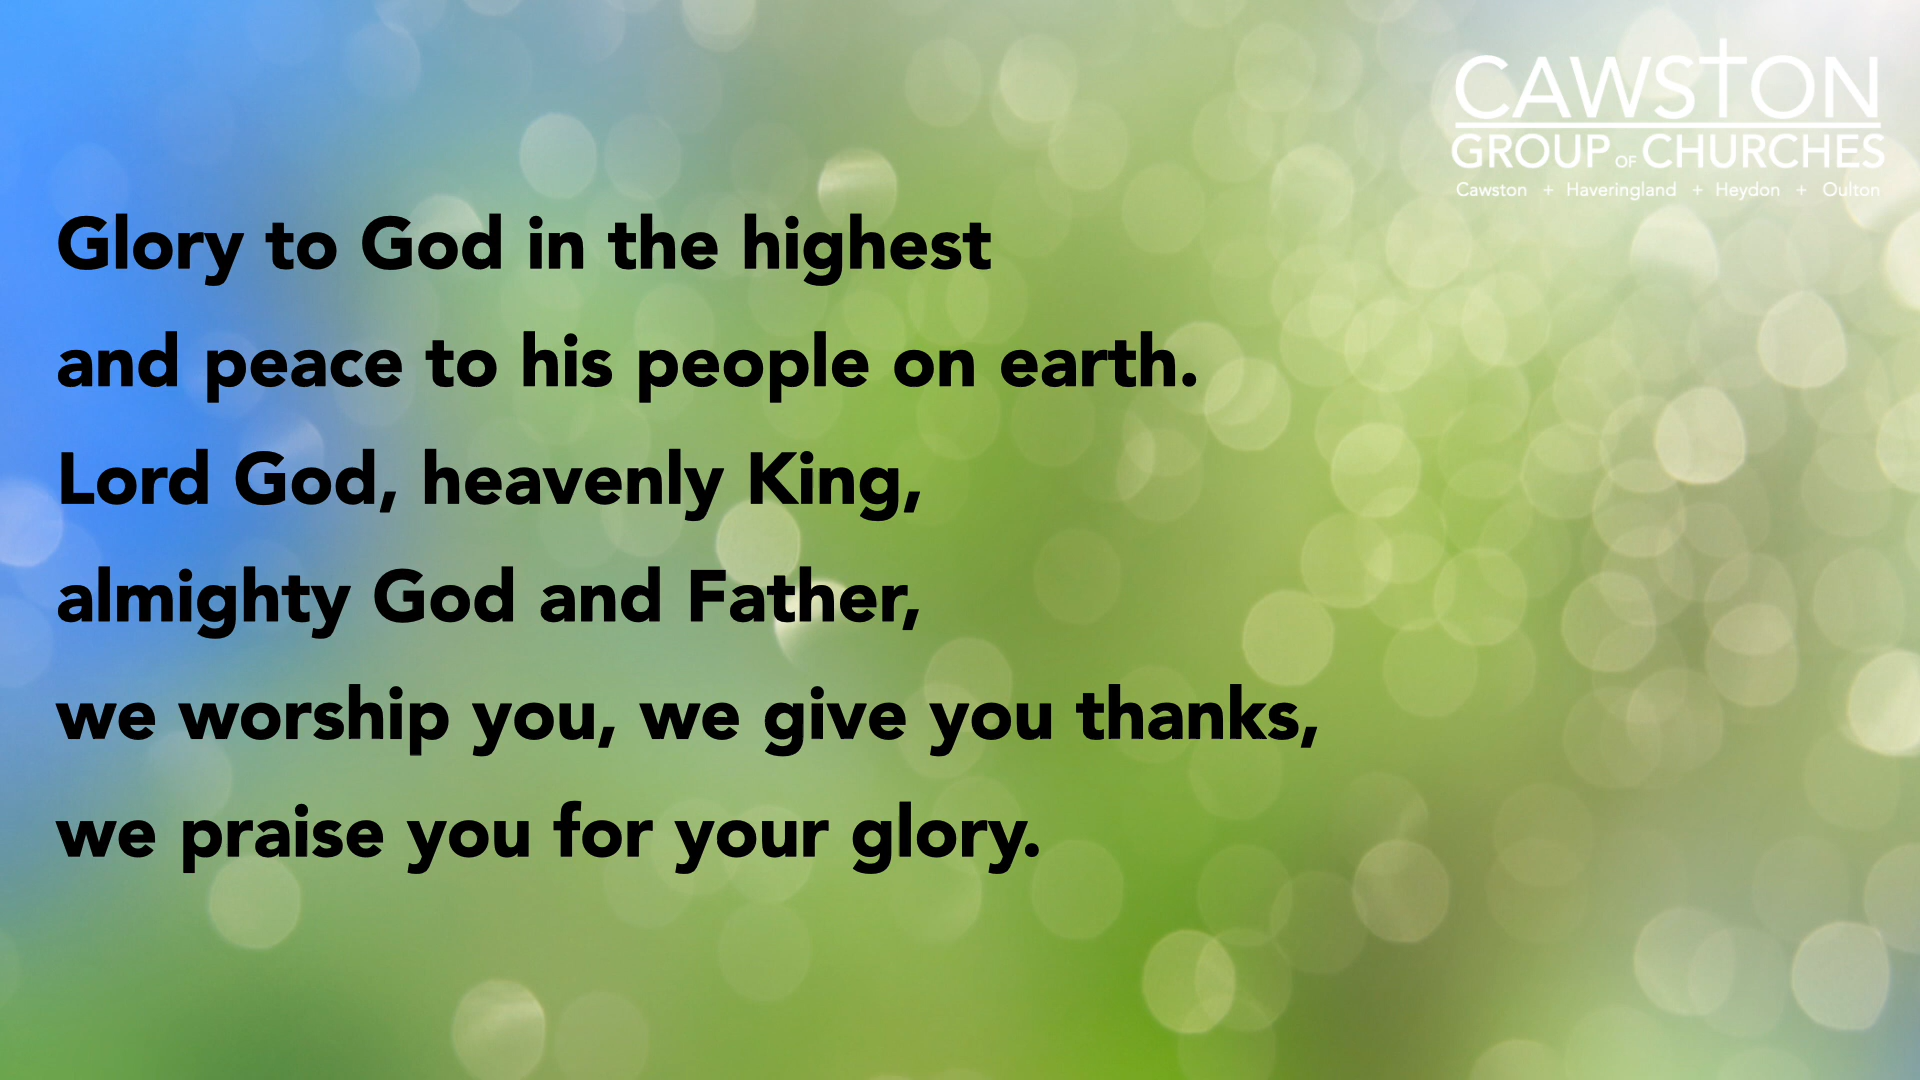 CAWSTON
GROUP OF CHURCHES
Cawston + Haveringland + Heydon + Oulton
Glory to God in the highest
and peace to his people on earth.
Lord God, heavenly King,
almighty God and Father,
we worship you, we give you thanks,
we praise you for your glory.